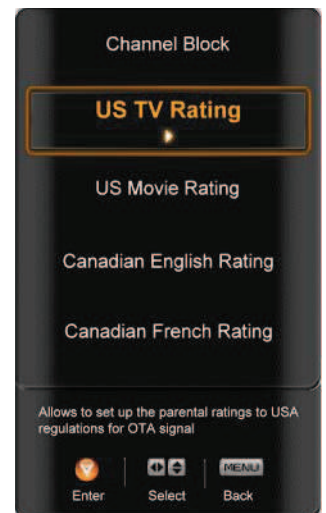 Channel Block
US TV Rating
US Movie Rating
Canadian English Rating
Canadian French Rating
Allows to set up the parental ratings to USA
regulations for OTA signal
MENU
Enter Select Back